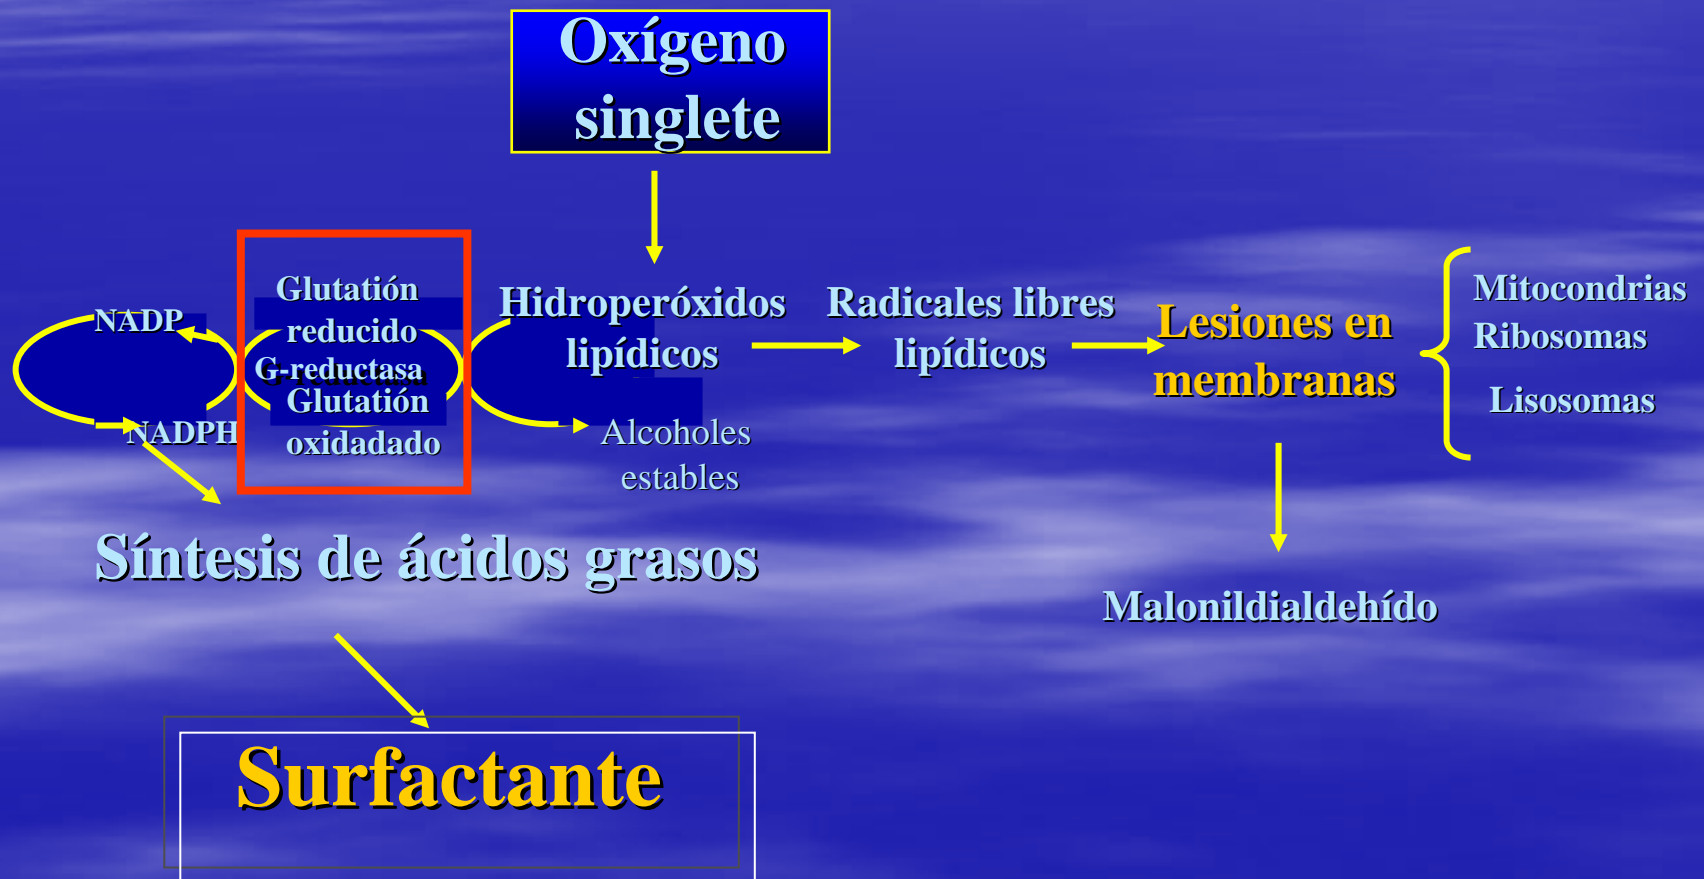 Oxígeno
singlete
Glutatión
reducido
G-reductasa
Glutatión
oxidadado
NADP
NADPH
Hidroperóxidos
lipídicos
Alcoholes
estables
Radicales libres
lipídicos
Lesiones en
membranas
Mitocondrias
Ribosomas
Lisosomas
Síntesis de ácidos grasos
Malonildialdehído
Surfactante